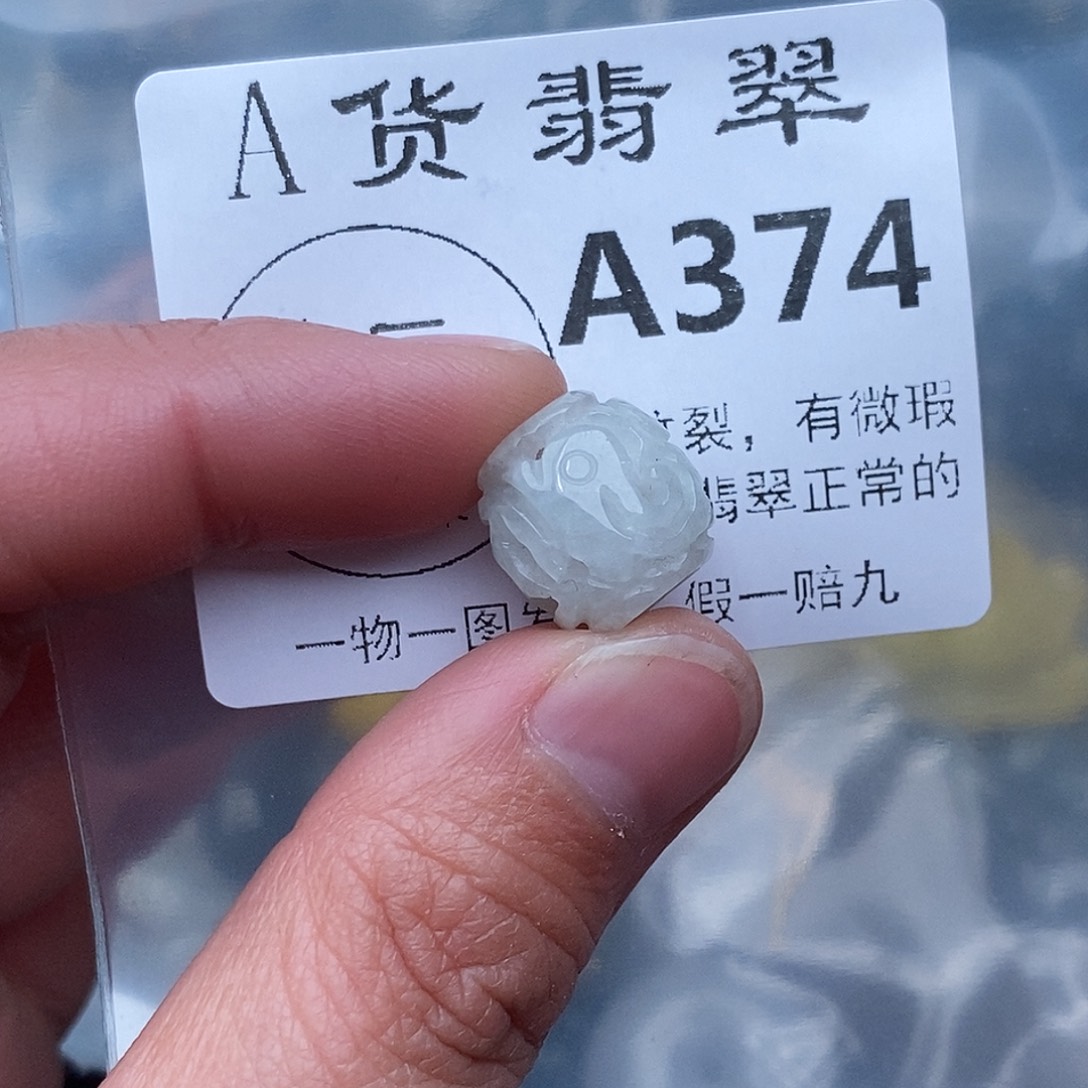 A货翡翠
A374
裂，有微瑕
翡翠正常的
一物一图 假一赔九